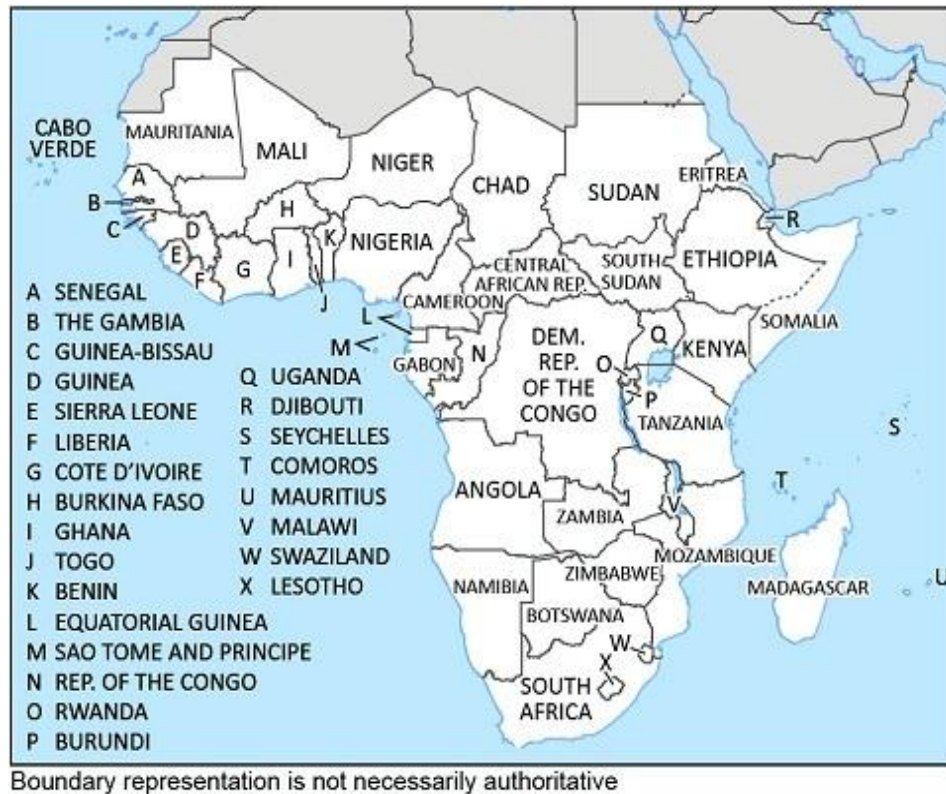 CABO
VERDE
MAURITANIA
MALI
NIGER
CHAD
SUDAN
ERITREA
A
B
C
D
E
F
G
H
I
J
K
NIGERIA
R
ETHIOPIA
SOUTH
SUDAN
CENTRAL
AFRICAN REP.
CAMEROON
SOMALIA
L
M
GABON
N
DEM.
REP.
OF THE
CONGO
O
Q
P
KENYA
TANZANIA
S
T
ANGOLA
ZAMBIA
V
MOZAMBIQUE
MADAGASCAR
U
NAMIBIA
ZIMBABWE
BOTSWANA
W
X
SOUTH
AFRICA
A SENEGAL
B THE GAMBIA
C GUINEA-BISSAU
D GUINEA
E SIERRA LEONE
F LIBERIA
G COTE D'IVOIRE
H BURKINA FASO
I GHANA
J TOGO
K BENIN
L EQUATORIAL GUINEA
M SAO TOME AND PRINCIPE
N REP. OF THE CONGO
O RWANDA
P BURUNDI
Q UGANDA
R DJIBOUTI
S SEYCHELLES
T COMOROS
U MAURITIUS
V MALAWI
W SWAZILAND
X LESOTHO
Boundary representation is not necessarily authoritative